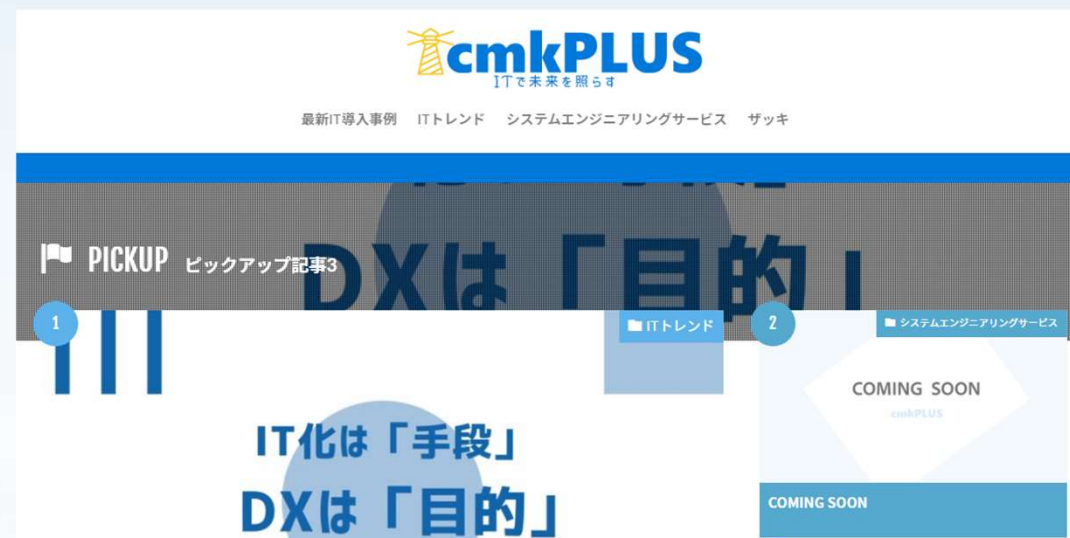 cmkPLUS
ITで未来を照らす
最新IT導入事例 ITトレンド システムエンジニアリングサービス ザッキ
DXは「目的」
PICKUP ピックアップ記事3
1
ITトレンド
2
システムエンジニアリングサービス
IT化は「手段」
DXは「目的」
COMING SOON
cmkPLUS
COMING SOON